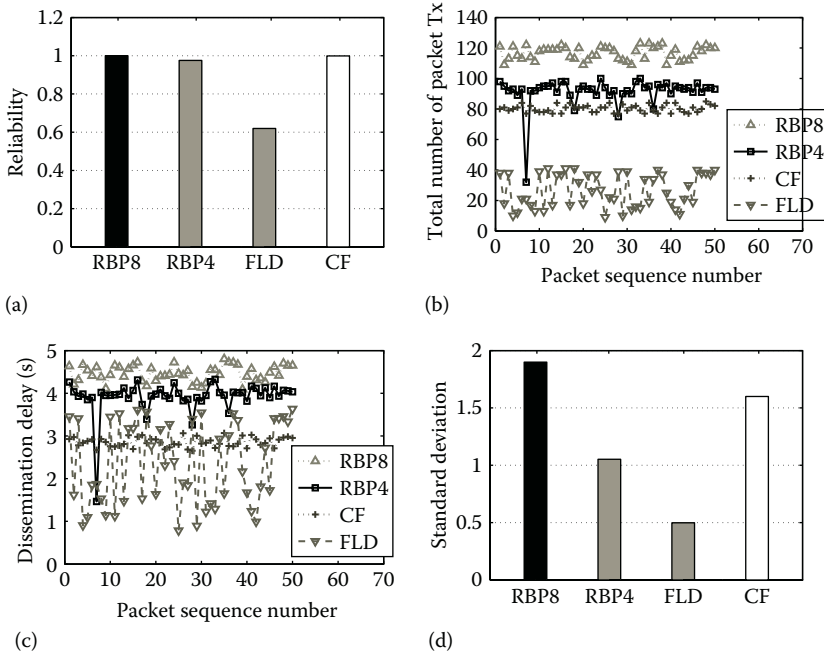 1.2
1
0.8
0.6
0.4
0.2
0
Reliability
RBP8 RBP4 FLD CF
(a)
140
120
100
80
60
40
20
0
Total number of packet Tx
RBP8
RBP4
CF
FLD
0 10 20 30 40 50 60 70
Packet sequence number
(b)
5
4
3
2
1
0
Dissemination delay (s)
RBP8
RBP4
CF
FLD
0 10 20 30 40 50 60 70
Packet sequence number
(c)
2
1.5
1
0.5
0
Standard deviation
RBP8 RBP4 FLD CF
(d)